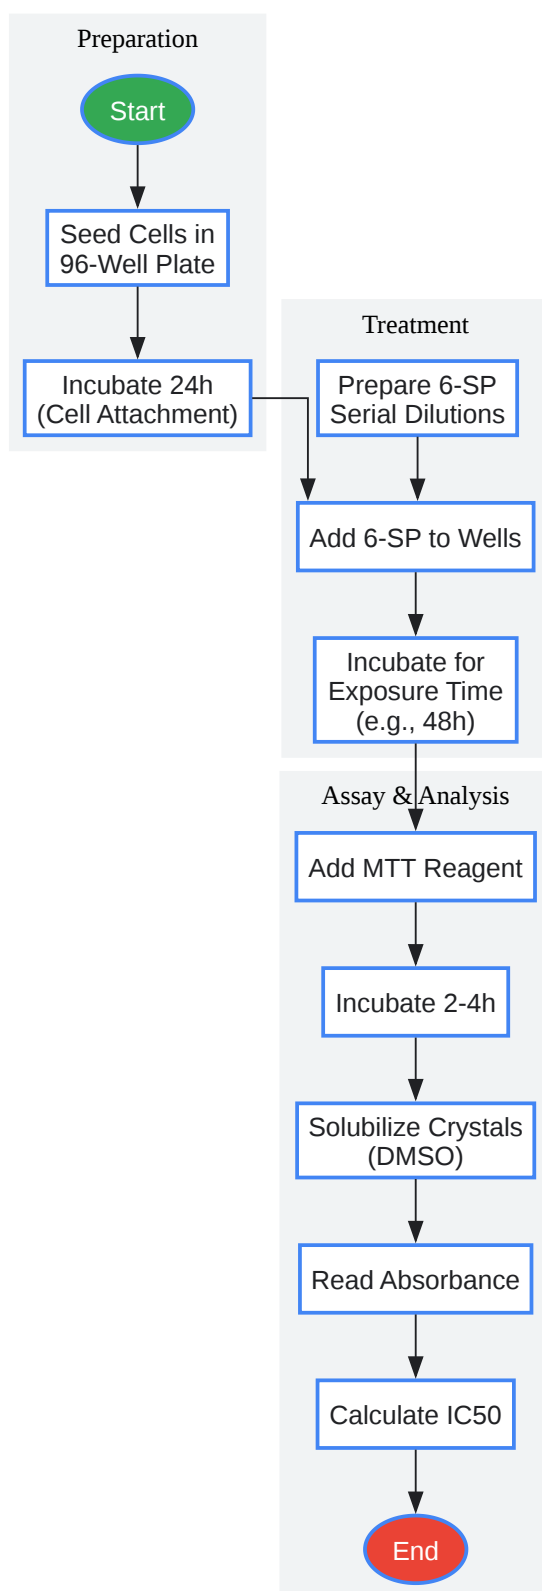 Preparation
Start
Seed Cells in
96-Well Plate
Incubate 24h
(Cell Attachment)
Treatment
Prepare 6-SP
Serial Dilutions
Add 6-SP to Wells
Incubate for
Exposure Time
(e.g., 48h)
Assay & Analysis
Add MTT Reagent
Incubate 2-4h
Solubilize Crystals
(DMSO)
Read Absorbance
Calculate IC50
End